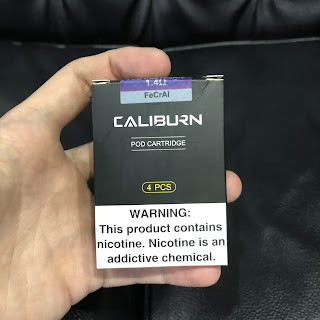 1.4Ω
FeCrAl
CALIBURN
POD CARTRIDGE
4 PCS
WARNING:
This product contains
nicotine. Nicotine is an
addictive chemical.